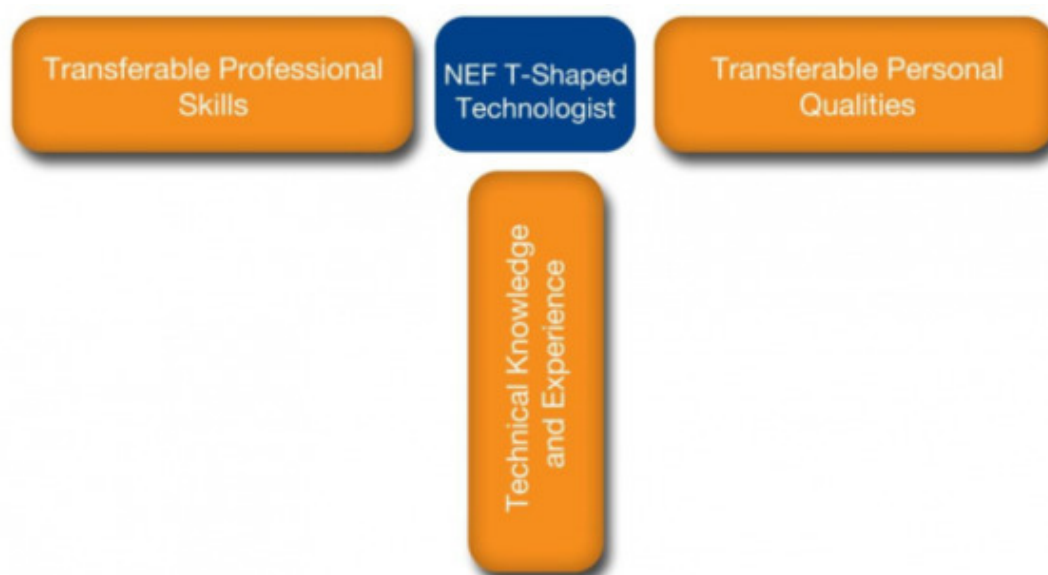 Transferable Professional
Skills
NEF T-Shaped
Technologist
Transferable Personal
Qualities
Technical Knowledge
and Experience